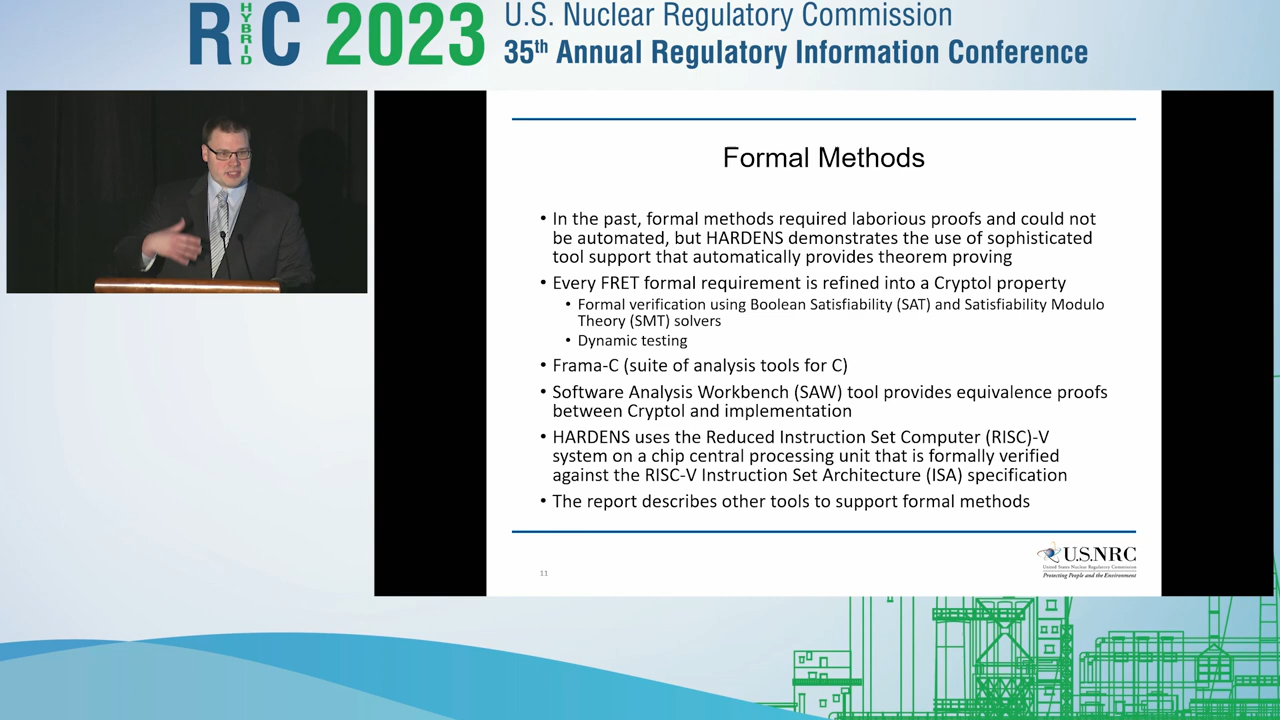 RIC 2023
HYBRID
U.S. Nuclear Regulatory Commission
35th Annual Regulatory Information Conference
Formal Methods
• In the past, formal methods required laborious proofs and could not
be automated, but HARDENS demonstrates the use of sophisticated
tool support that automatically provides theorem proving
• Every FRET formal requirement is refined into a Cryptol property
• Formal verification using Boolean Satisfiability (SAT) and Satisfiability Modulo
Theory (SMT) solvers
• Dynamic testing
• Frama-C (suite of analysis tools for C)
• Software Analysis Workbench (SAW) tool provides equivalence proofs
between Cryptol and implementation
• HARDENS uses the Reduced Instruction Set Computer (RISC)-V
system on a chip central processing unit that is formally verified
against the RISC-V Instruction Set Architecture (ISA) specification
• The report describes other tools to support formal methods
11
U.S.NRC
United States Nuclear Regulatory Commission
Protecting People and the Environment